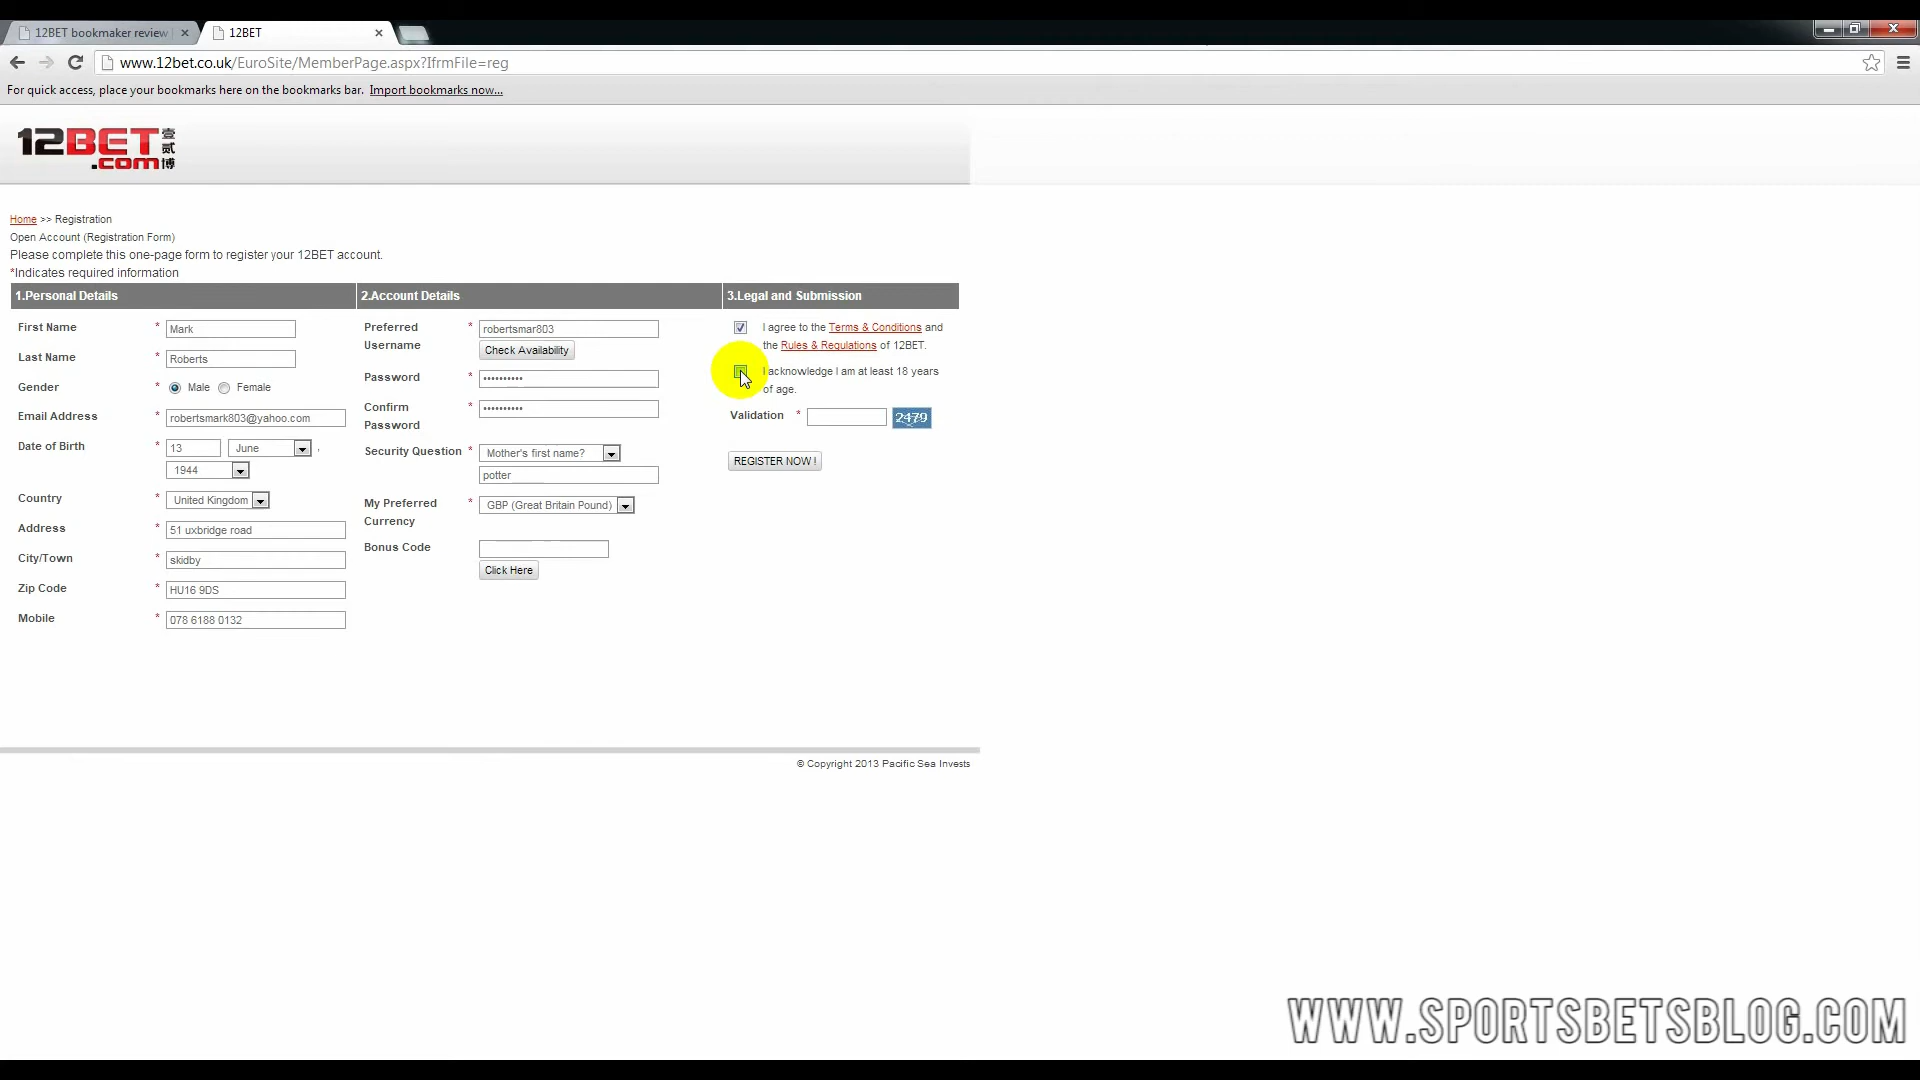 12BET bookmaker review
12BET
www.12bet.co.uk/EuroSite/MemberPage.aspx?IfrmFile=reg
For quick access, place your bookmarks here on the bookmarks bar. Import bookmarks now...
12BET.com 壹贰博
Home >> Registration
Open Account (Registration Form)
Please complete this one-page form to register your 12BET account.
*Indicates required information
1.Personal Details
First Name * Mark
Last Name * Roberts
Gender * Male Female
Email Address * robertsmark803@yahoo.com
Date of Birth * 13 June ,
1944
Country * United Kingdom
Address * 51 uxbridge road
City/Town * skidby
Zip Code * HU16 9DS
Mobile * 078 6188 0132
2.Account Details
Preferred * robertsmar803
Username
Check Availability
Password * ••••••••••
Confirm * ••••••••••
Password
Security Question * Mother's first name?
potter
My Preferred * GBP (Great Britain Pound)
Currency
Bonus Code
Click Here
3.Legal and Submission
I agree to the Terms & Conditions and
the Rules & Regulations of 12BET.
I acknowledge I am at least 18 years
of age.
Validation * 2479
REGISTER NOW !
© Copyright 2013 Pacific Sea Invests
WWW.SPORTSBETSBLOG.COM